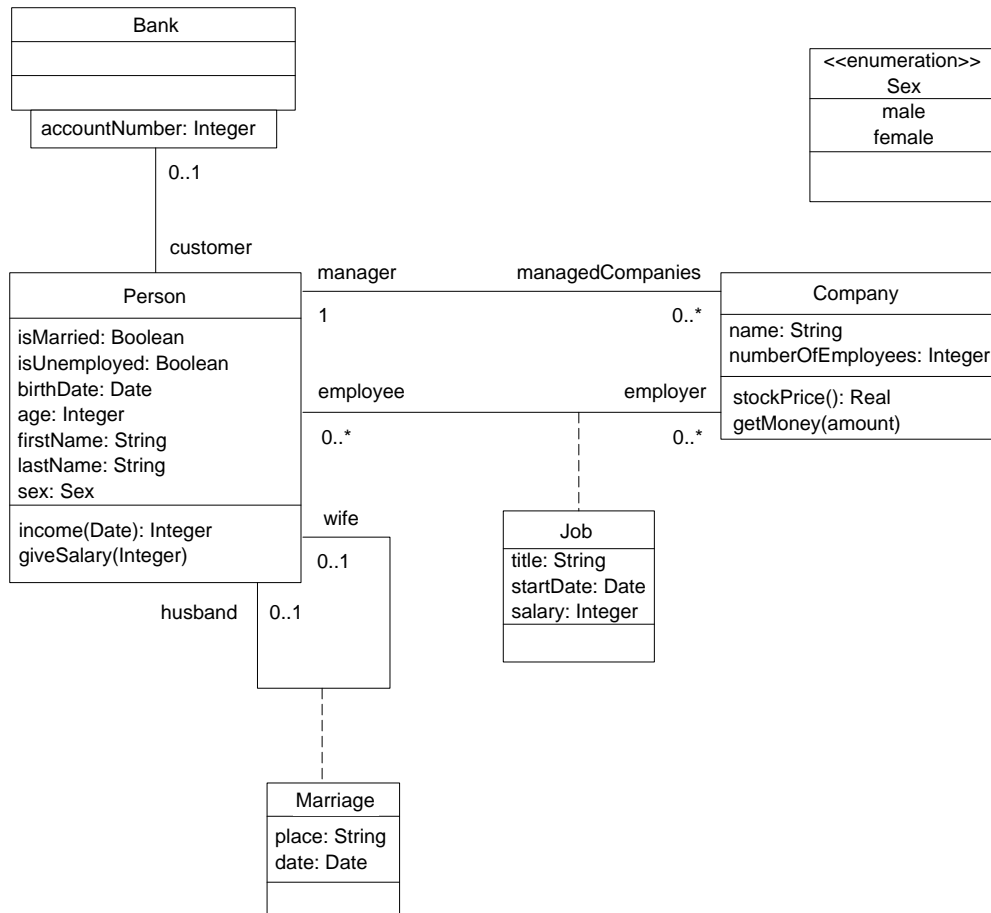 Bank
accountNumber: Integer
0..1
customer
<<enumeration>>
Sex
male
female
Person
isMarried: Boolean
isUnemployed: Boolean
birthDate: Date
age: Integer
firstName: String
lastName: String
sex: Sex
income(Date): Integer
giveSalary(Integer)
manager
managedCompanies
1
0..*
employee
employer
0..*
0..*
Company
name: String
numberOfEmployees: Integer
stockPrice(): Real
getMoney(amount)
wife
0..1
husband
0..1
Job
title: String
startDate: Date
salary: Integer
Marriage
place: String
date: Date